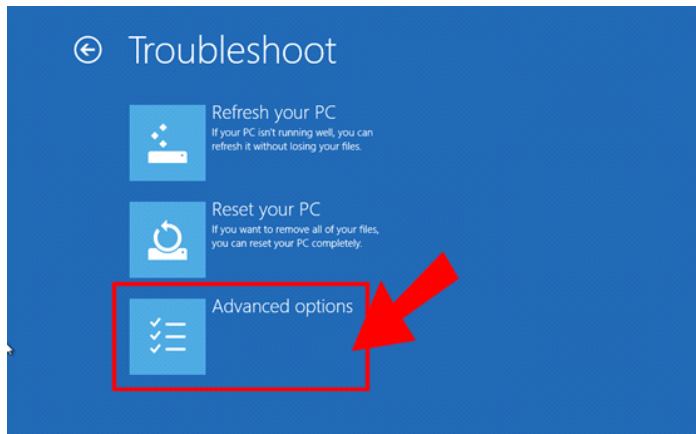 Troubleshoot
Refresh your PC
If your PC isn't running well, you can
refresh it without losing your files.
Reset your PC
If you want to remove all of your files,
you can reset your PC completely.
Advanced options